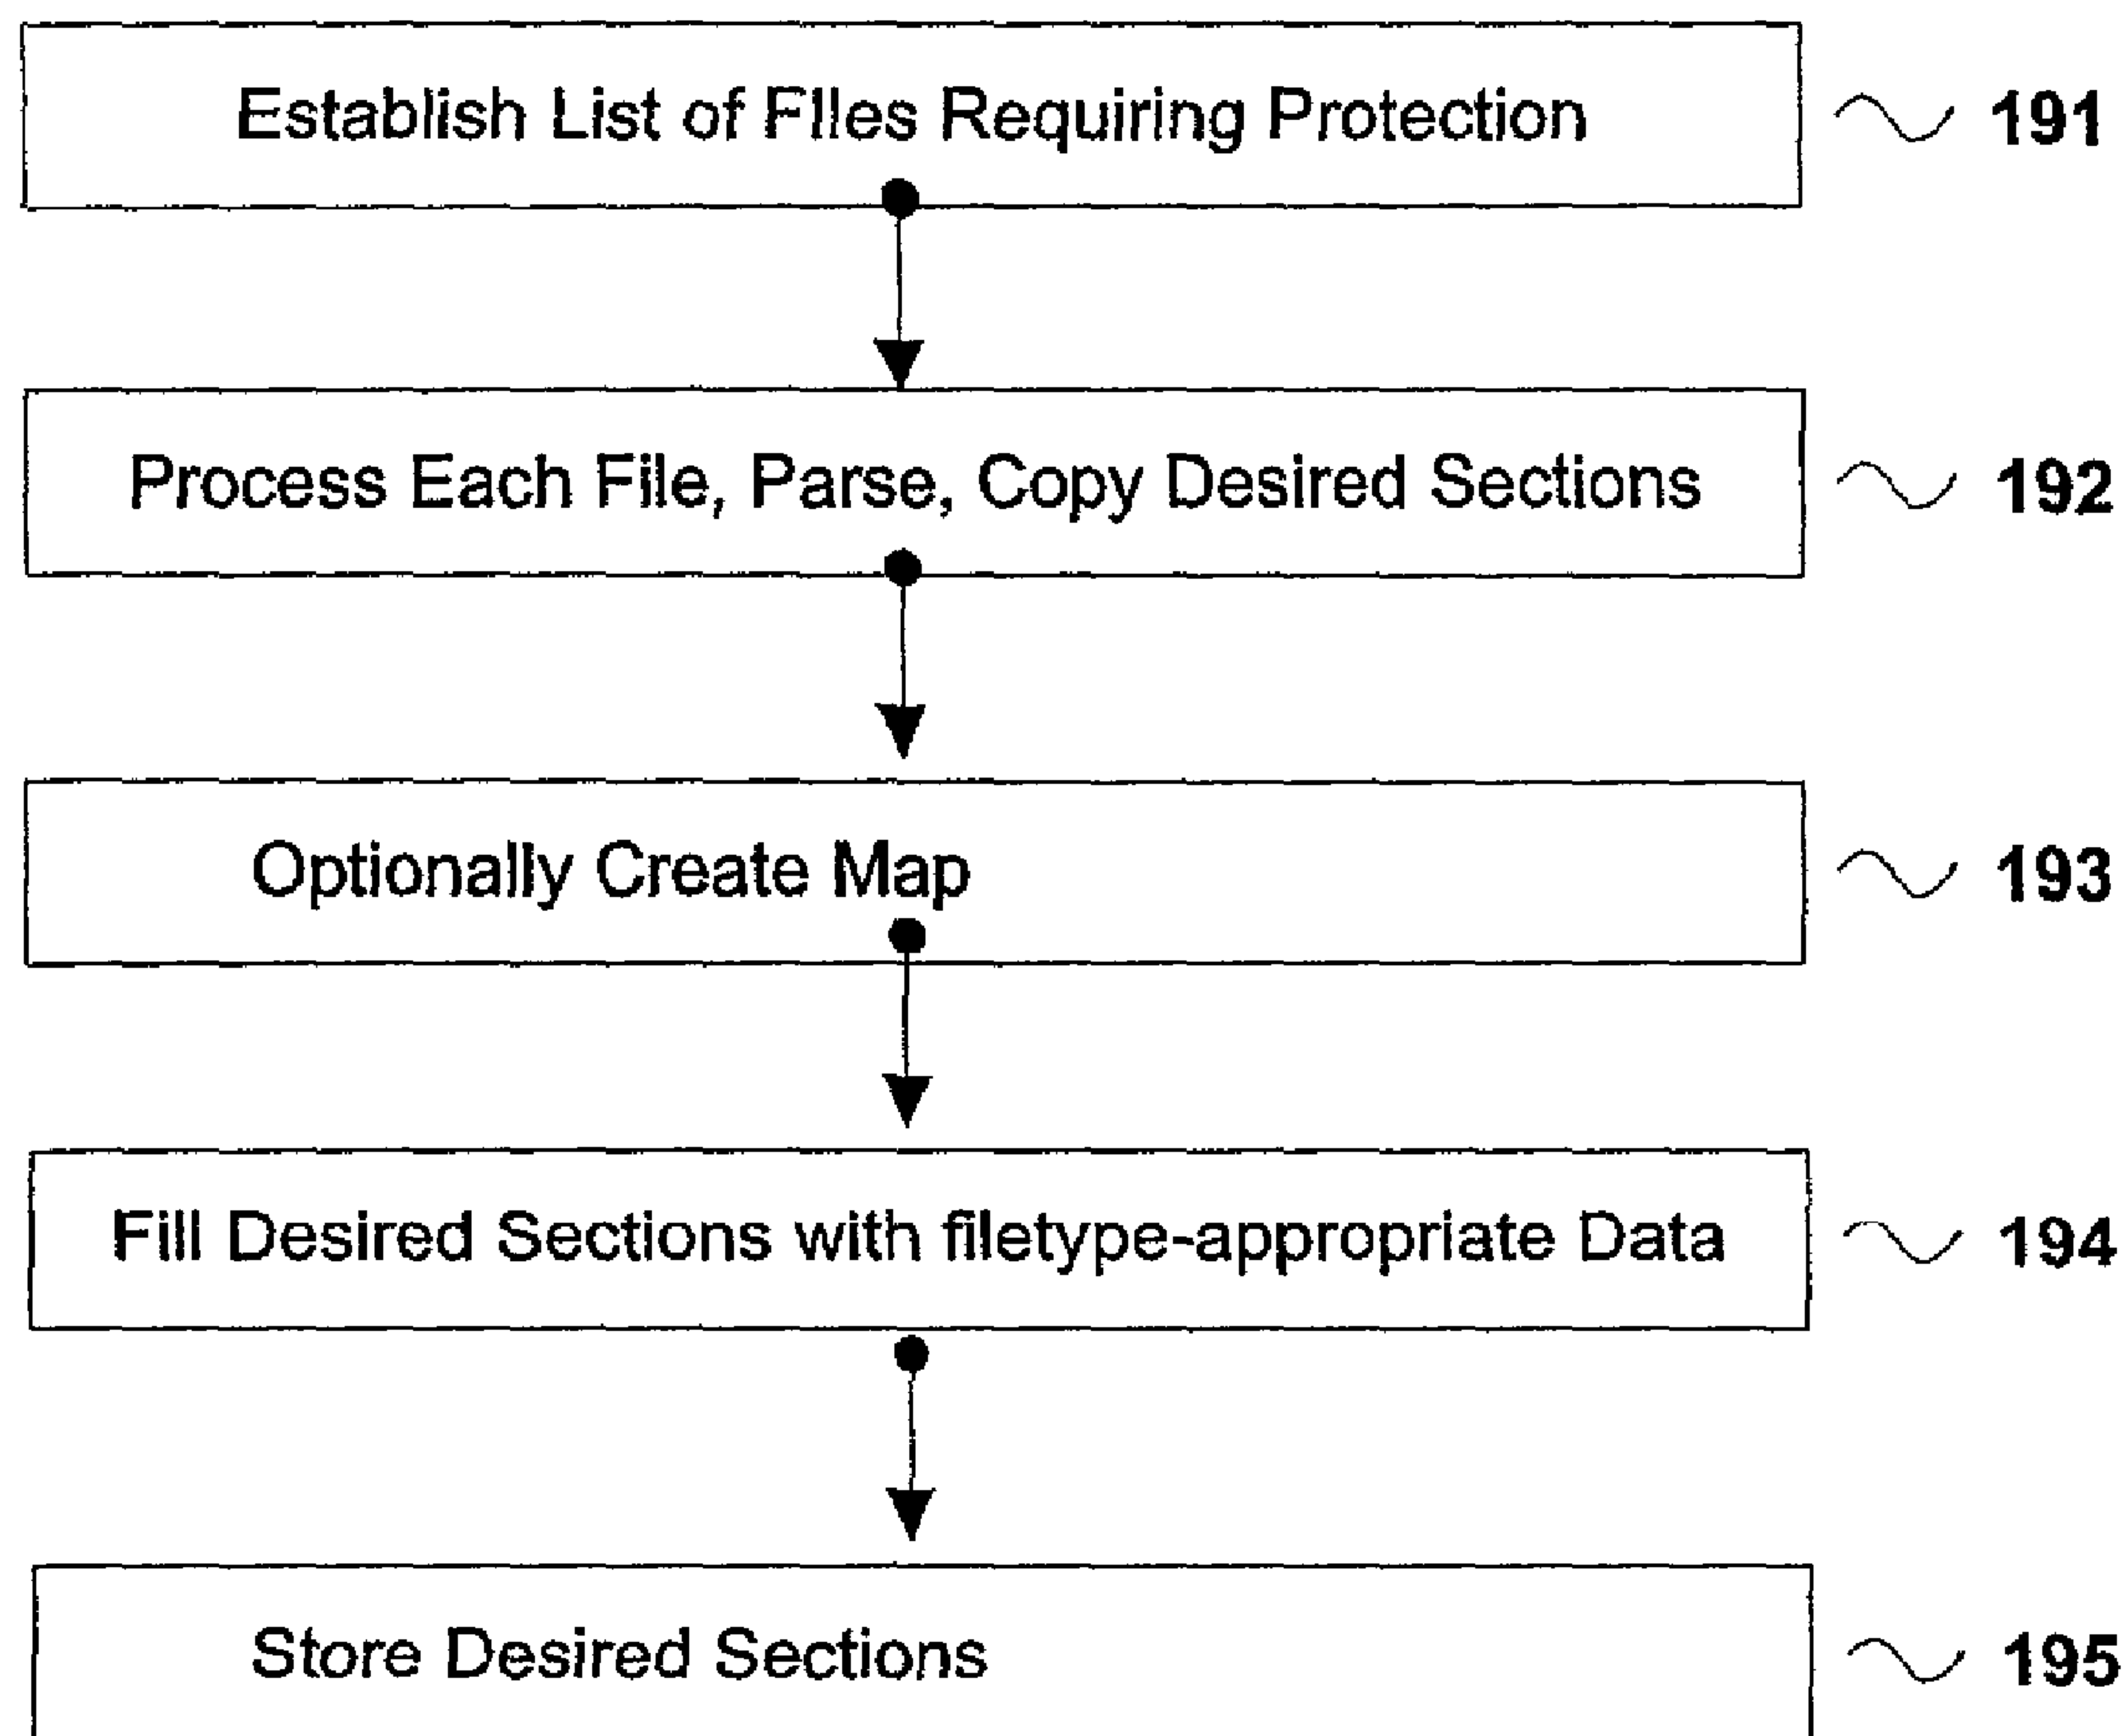 Establish List of FIles Requiring Protection
191
Process Each File, Parse, Copy Desired Sections
192
Optionally Create Map
193
Fill Desired Sections with filetype-appropriate Data
194
Store Desired Sections
195